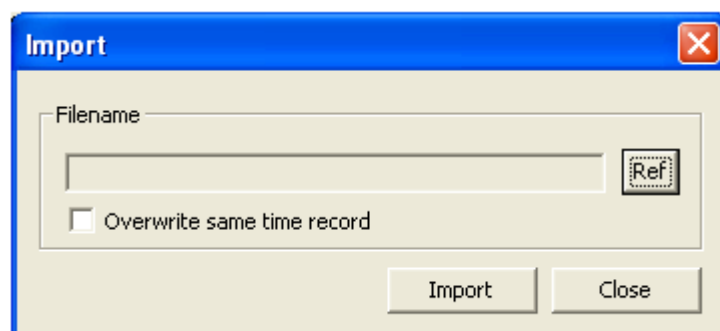 Import
Filename
Ref
Overwrite same time record
Import Close